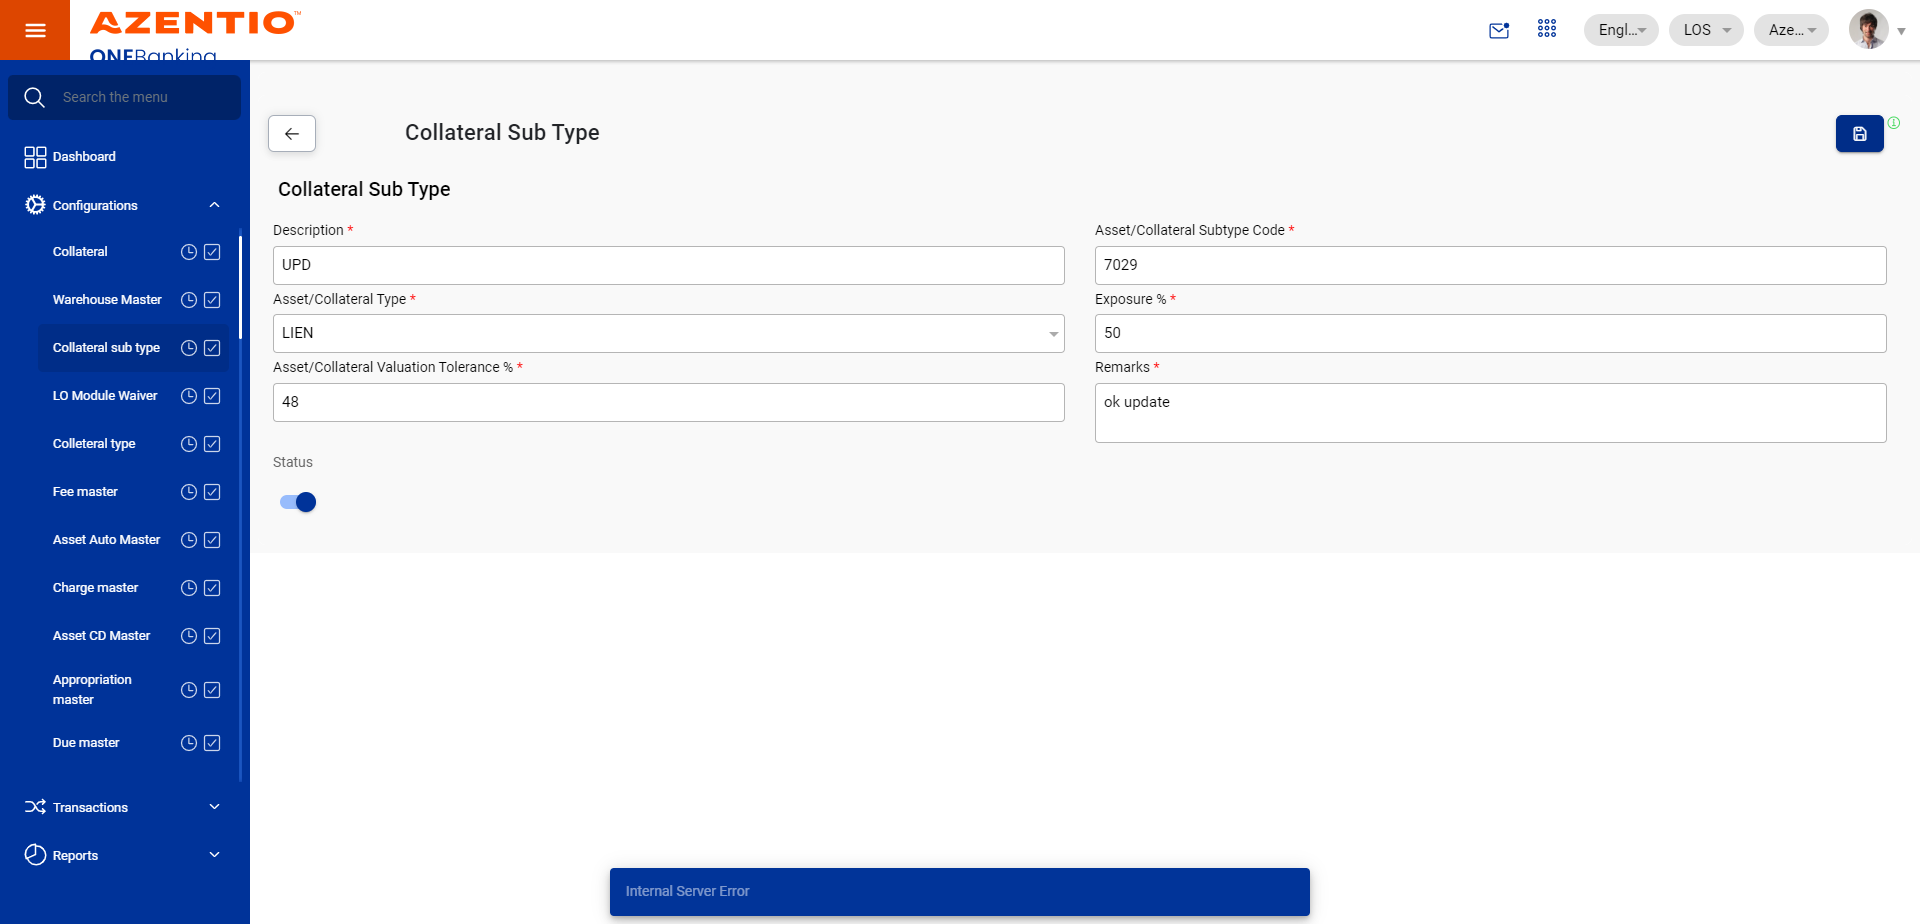 AZENTIO™
ONEBanking
Engl...
LOS
Aze...
Search the menu
Dashboard
Configurations
Collateral
Warehouse Master
Collateral sub type
LO Module Waiver
Colleteral type
Fee master
Asset Auto Master
Charge master
Asset CD Master
Appropriation
master
Due master
Transactions
Reports
Collateral Sub Type
Collateral Sub Type
Description *
UPD
Asset/Collateral Subtype Code *
7029
Asset/Collateral Type *
LIEN
Exposure % *
50
Asset/Collateral Valuation Tolerance % *
48
Remarks *
ok update
Status
Internal Server Error